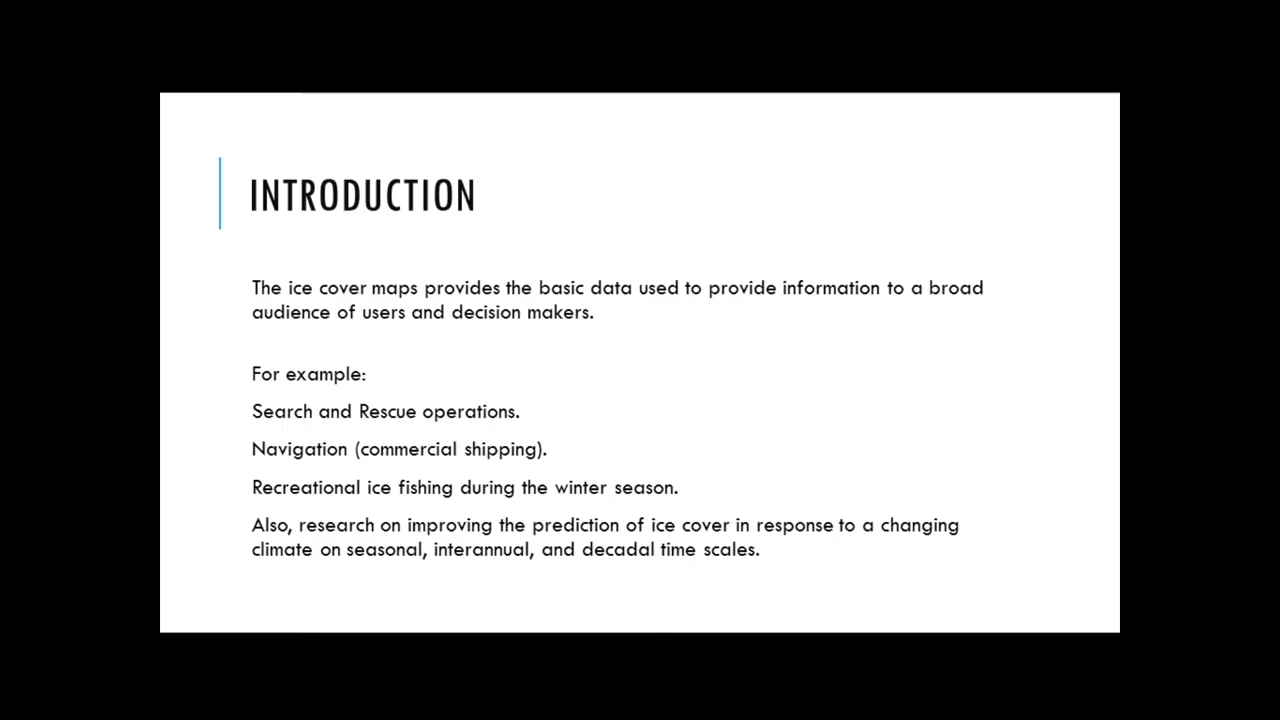 INTRODUCTION
The ice cover maps provides the basic data used to provide information to a broad
audience of users and decision makers.
For example:
Search and Rescue operations.
Navigation (commercial shipping).
Recreational ice fishing during the winter season.
Also, research on improving the prediction of ice cover in response to a changing
climate on seasonal, interannual, and decadal time scales.